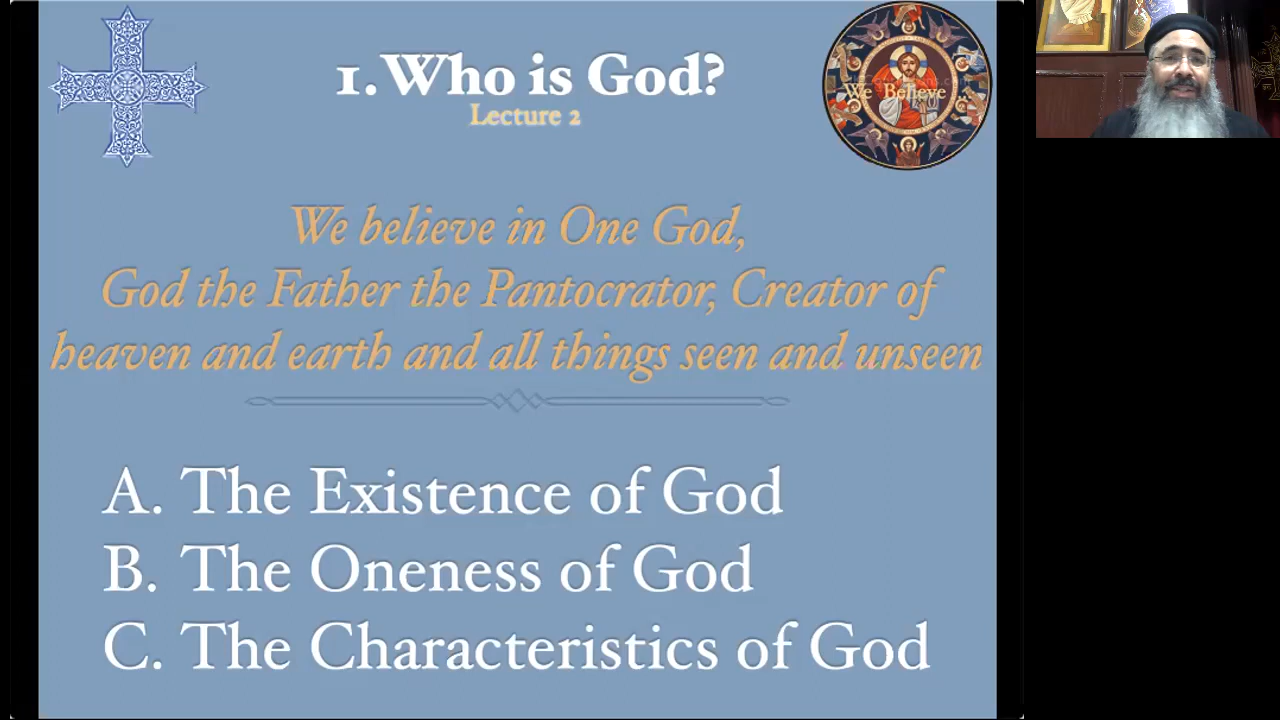 1. Who is God?
Lecture 2
We Believe
We believe in One God,
God the Father the Pantocrator, Creator of
heaven and earth and all things seen and unseen
A. The Existence of God
B. The Oneness of God
C. The Characteristics of God